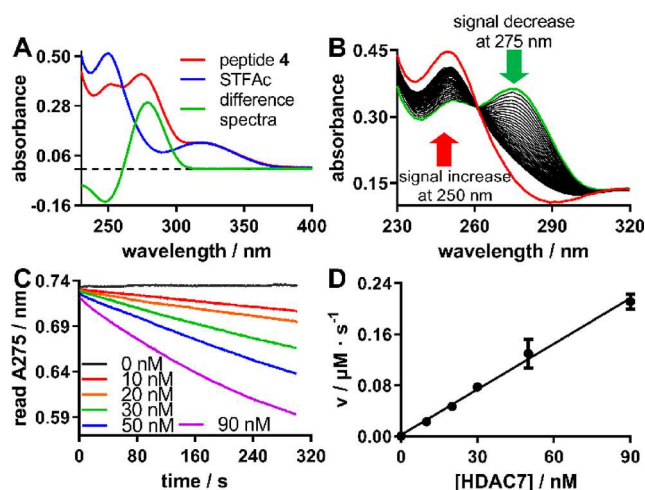 A
0.50
0.28
0.06
-0.16
absorbance
peptide 4
STFAc
difference
spectra
250 300 350 400
wavelength / nm
B
signal decrease
at 275 nm
0.45
0.30
0.15
absorbance
signal increase
at 250 nm
230 260 290 320
wavelength / nm
C
0.74
0.69
0.64
0.59
read A275 / nm
0 nM
10 nM
20 nM
30 nM
50 nM
90 nM
0 80 160 240 320
time / s
D
0.24
0.16
0.08
0.00
v / µM · s⁻¹
0 30 60 90
[HDAC7] / nM